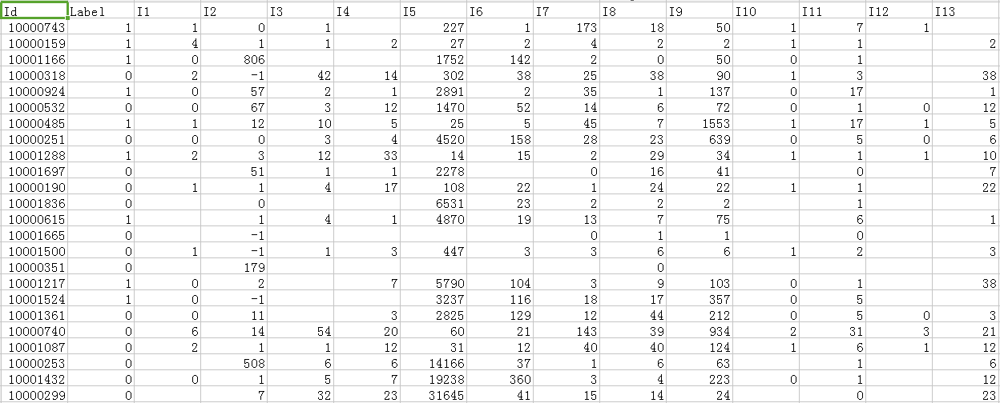 Id Label I1 I2 I3 I4 I5 I6 I7 I8 I9 I10 I11 I12 I13
10000743 1 1 0 1 227 1 173 18 50 1 7 1
10000159 1 4 1 1 2 27 2 4 2 2 1 1 2
10001166 1 0 806 1752 142 2 0 50 0 1
10000318 0 2 -1 42 14 302 38 25 38 90 1 3 38
10000924 1 0 57 2 1 2891 2 35 1 137 0 17 1
10000532 0 0 67 3 12 1470 52 14 6 72 0 1 0 12
10000485 1 1 12 10 5 25 5 45 7 1553 1 17 1 5
10000251 0 0 0 3 4 4520 158 28 23 639 0 5 0 6
10001288 1 2 3 12 33 14 15 2 29 34 1 1 1 10
10001697 0 51 1 1 2278 0 16 41 0 7
10000190 0 1 1 4 17 108 22 1 24 22 1 1 22
10001836 0 0 6531 23 2 2 2 1
10000615 1 1 4 1 4870 19 13 7 75 6 1
10001665 0 -1 0 1 1 0
10001500 0 1 -1 1 3 447 3 3 6 6 1 2 3
10000351 0 179 0
10001217 1 0 2 7 5790 104 3 9 103 0 1 38
10001524 1 0 -1 3237 116 18 17 357 0 5
10001361 0 0 11 3 2825 129 12 44 212 0 5 0 3
10000740 0 6 14 54 20 60 21 143 39 934 2 31 3 21
10001087 0 2 1 1 12 31 12 40 40 124 1 6 1 12
10000253 0 508 6 6 14166 37 1 6 63 1 6
10001432 0 0 1 5 7 19238 360 3 4 223 0 1 12
10000299 0 7 32 23 31645 41 15 14 24 0 23